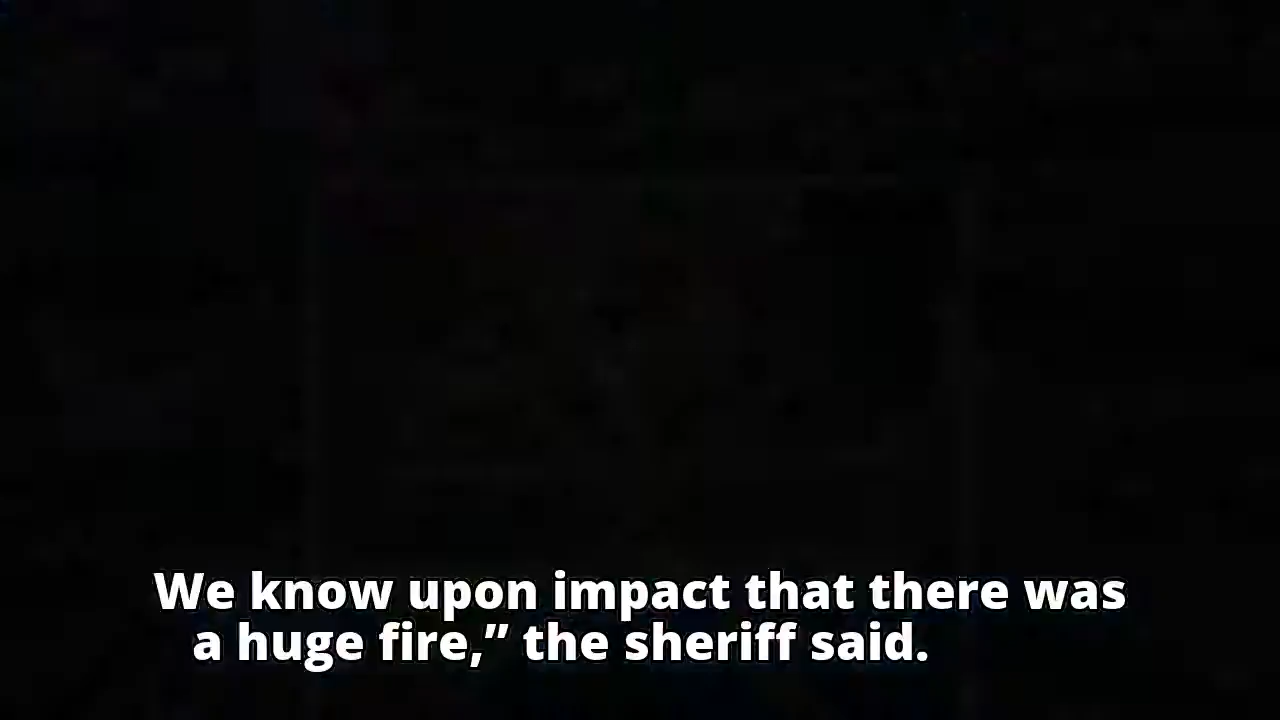 We know upon impact that there was
a huge fire,” the sheriff said.